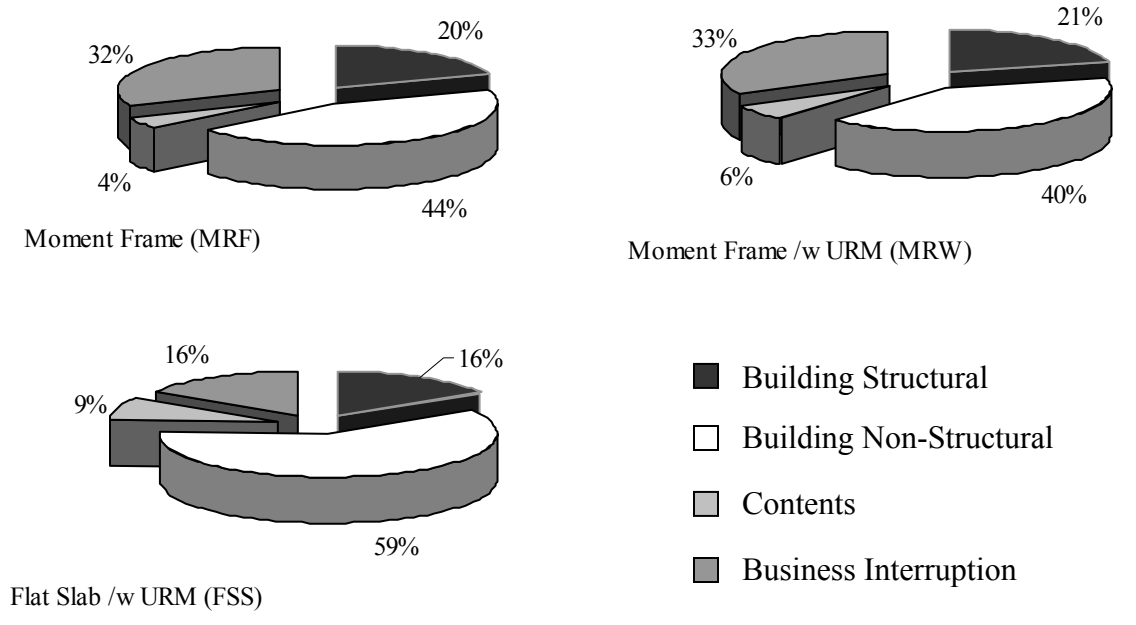 32%
20%
4%
44%
Moment Frame (MRF)
33%
21%
6%
40%
Moment Frame /w URM (MRW)
16%
16%
9%
59%
Flat Slab /w URM (FSS)
Building Structural
Building Non-Structural
Contents
Business Interruption